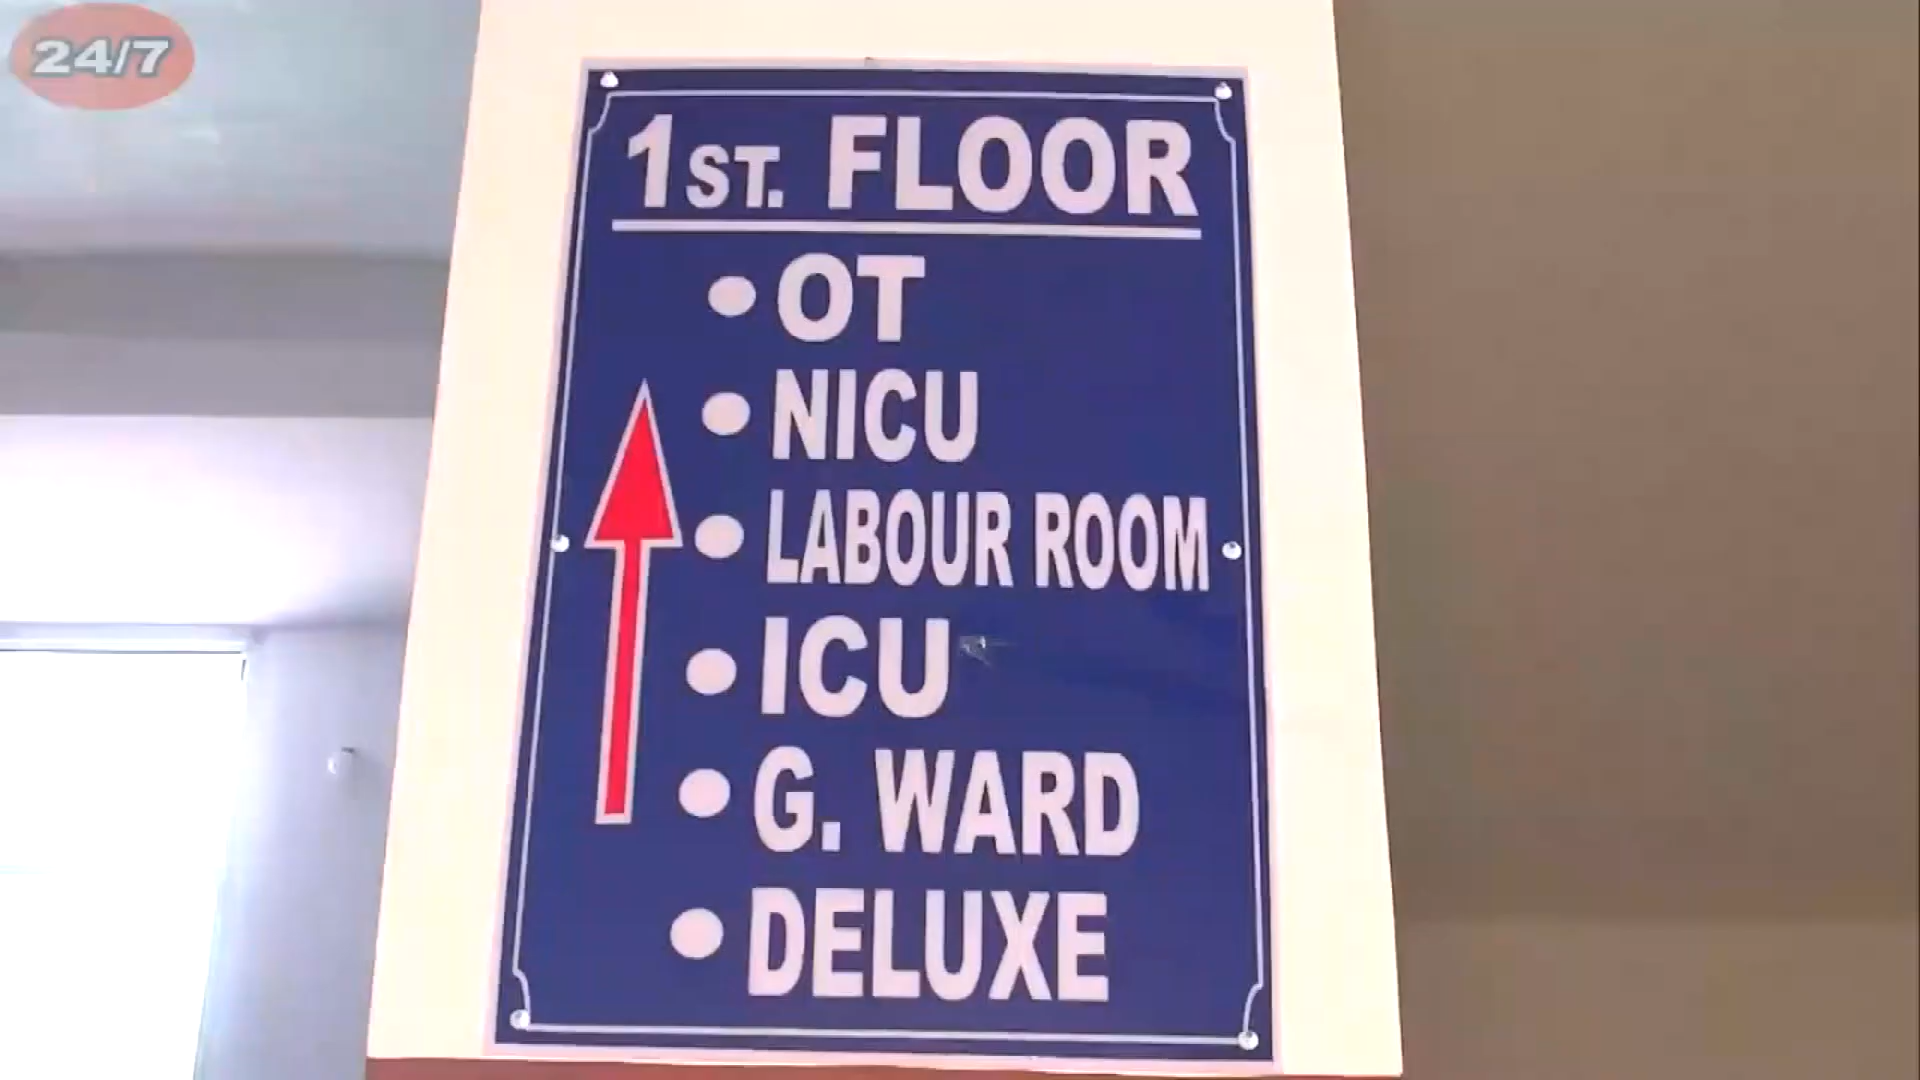 24/7
1ST. FLOOR
• OT
• NICU
• LABOUR ROOM
• ICU
• G. WARD
• DELUXE